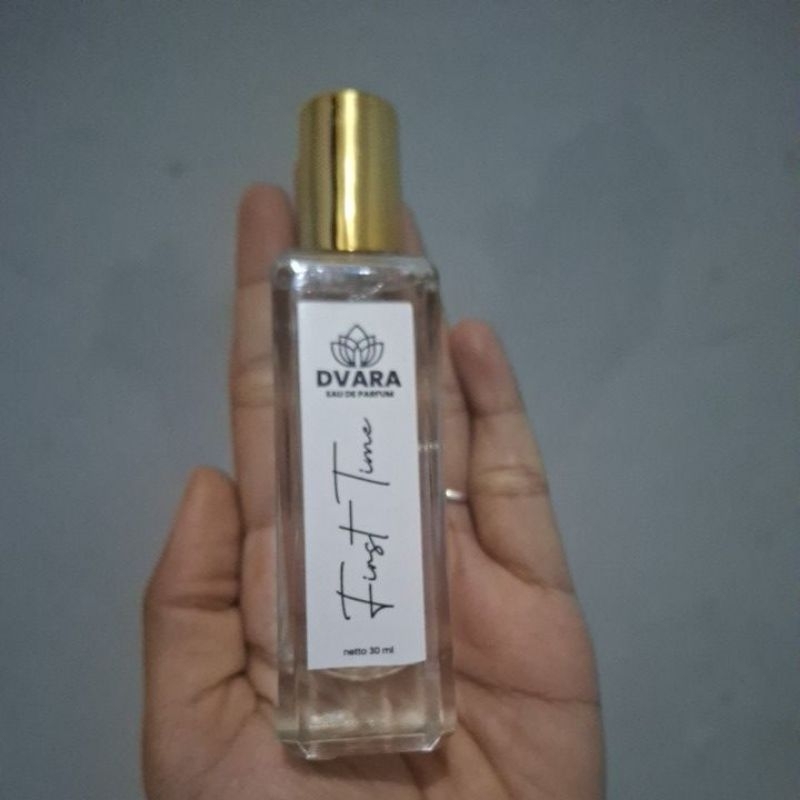 DVARA
EAU DE PARFUM
First Time
netto 30 ml